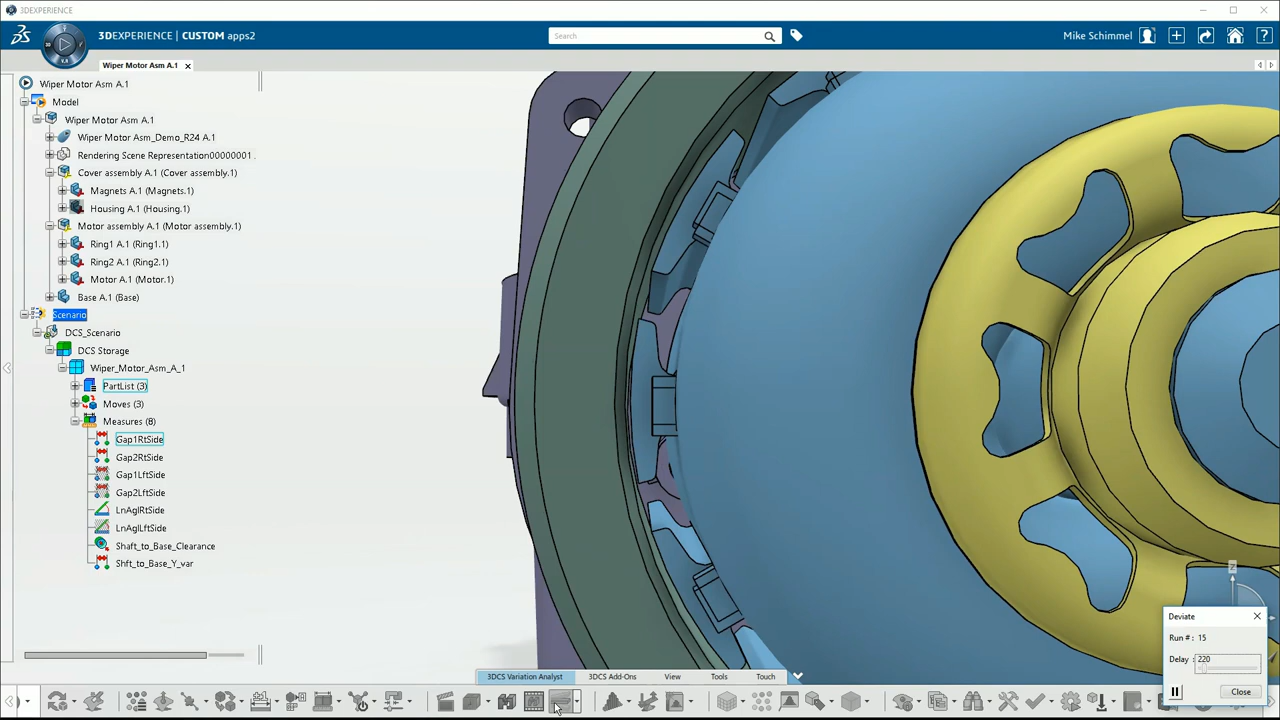 3DEXPERIENCE
3DEXPERIENCE | CUSTOM apps2
Search
Mike Schimmel
Wiper Motor Asm A.1
Wiper Motor Asm A.1
Model
Wiper Motor Asm A.1
Wiper Motor Asm_Demo_R24 A.1
Rendering Scene Representation00000001 .
Cover assembly A.1 (Cover assembly.1)
Magnets A.1 (Magnets.1)
Housing A.1 (Housing.1)
Motor assembly A.1 (Motor assembly.1)
Ring1 A.1 (Ring1.1)
Ring2 A.1 (Ring2.1)
Motor A.1 (Motor.1)
Base A.1 (Base)
Scenario
DCS_Scenario
DCS Storage
Wiper_Motor_Asm_A_1
PartList (3)
Moves (3)
Measures (8)
Gap1RtSide
Gap2RtSide
Gap1LftSide
Gap2LftSide
LnAglRtSide
LnAglLftSide
Shaft_to_Base_Clearance
Shft_to_Base_Y_var
Deviate
Run # : 15
Delay : 220
Close
3DCS Variation Analyst
3DCS Add-Ons
View
Tools
Touch